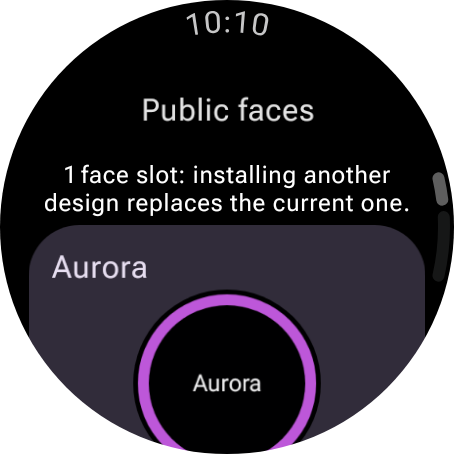 10:10
Public faces
1 face slot: installing another
design replaces the current one.
Aurora
Aurora